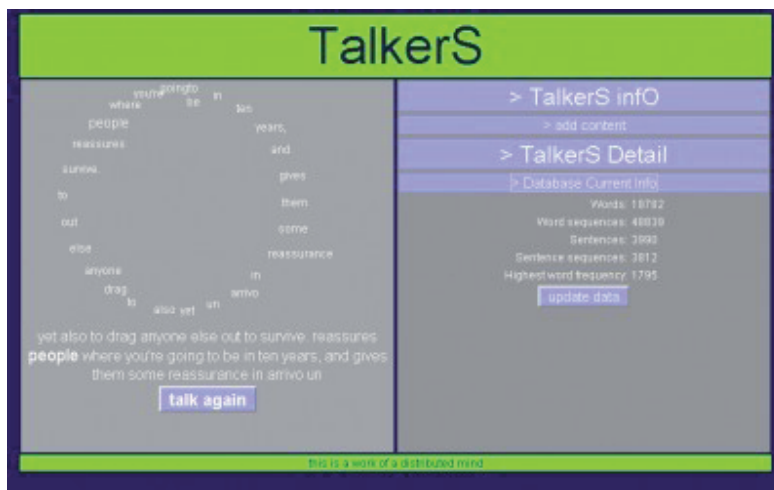 TalkerS
you're
goingto
be
in
ten
years,
and
gives
them
some
reassurance
in
arrivo
un
yet
also
to
drag
anyone
else
out
to
survive.
reassures
people
where
yet also to drag anyone else out to survive. reassures
people where you're going to be in ten years, and gives
them some reassurance in arrivo un
talk again
> TalkerS infO
> add content
> TalkerS Detail
> Database Current Info
Words:
Word sequences:
Sentences:
Sentence sequences: 3812
Highest word frequency: 1795
update data
this is a work of a distributed mind